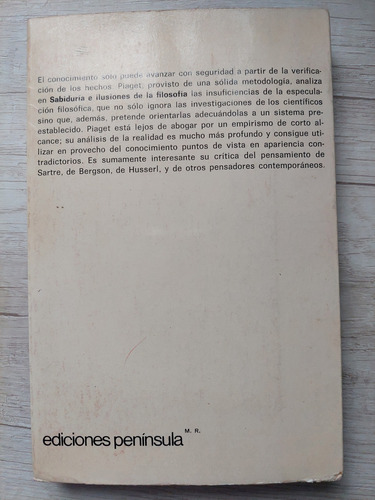 El conocimiento sólo puede avanzar con seguridad a partir de la verifica-
ción de los hechos. Piaget, provisto de una sólida metodología, analiza
en Sabiduría e ilusiones de la filosofía las insuficiencias de la especula-
ción filosófica, que no sólo ignora las investigaciones de los científicos
sino que, además, pretende orientarlas adecuándolas a un sistema pre-
establecido. Piaget está lejos de abogar por un empirismo de corto al-
cance; su análisis de la realidad es mucho más profundo y consigue uti-
lizar en provecho del conocimiento puntos de vista en apariencia con-
tradictorios. Es sumamente interesante su crítica del pensamiento de
Sartre, de Bergson, de Husserl, y de otros pensadores contemporáneos.
M. R.
ediciones península